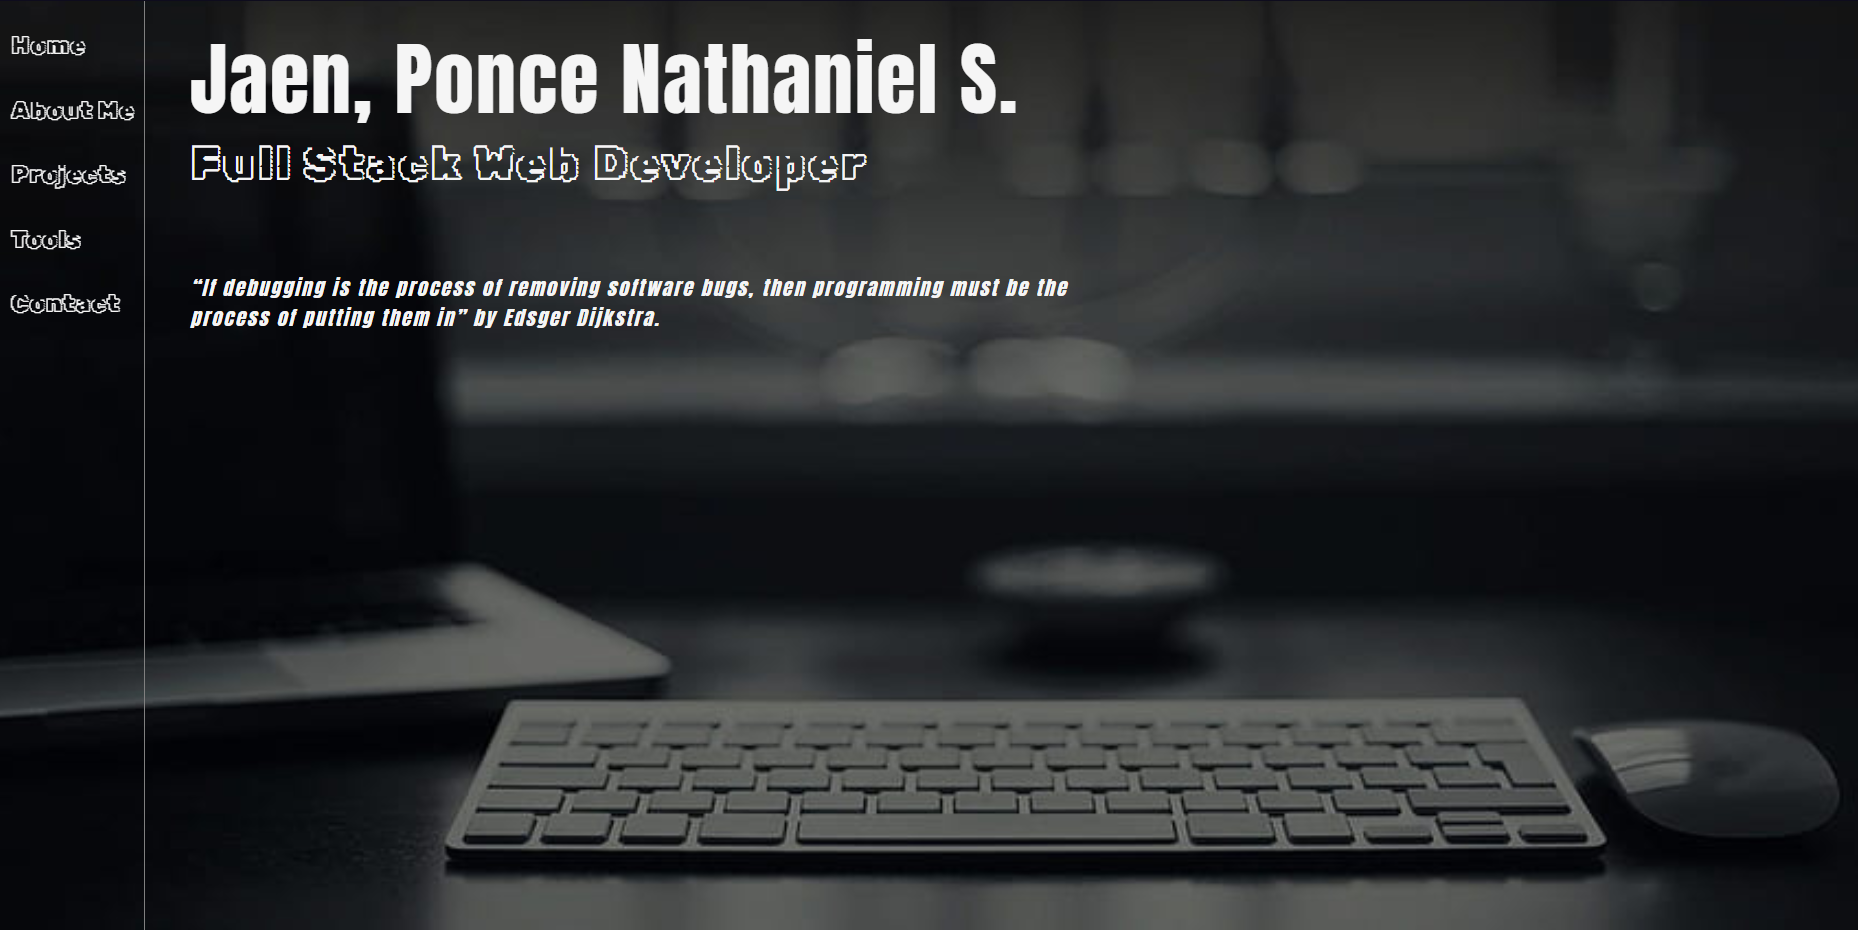 Home
About Me
Projects
Tools
Contact
Jaen, Ponce Nathaniel S.
Full Stack Web Developer
“If debugging is the process of removing software bugs, then programming must be the
process of putting them in” by Edsger Dijkstra.